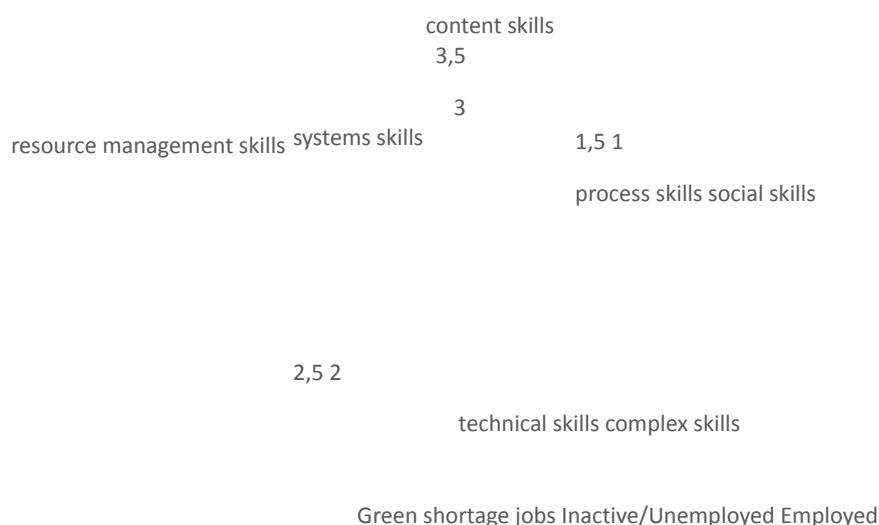 content skills
3,5
3
resource management skills systems skills
1,5 1
process skills social skills
2,5 2
technical skills complex skills
Green shortage jobs Inactive/Unemployed Employed